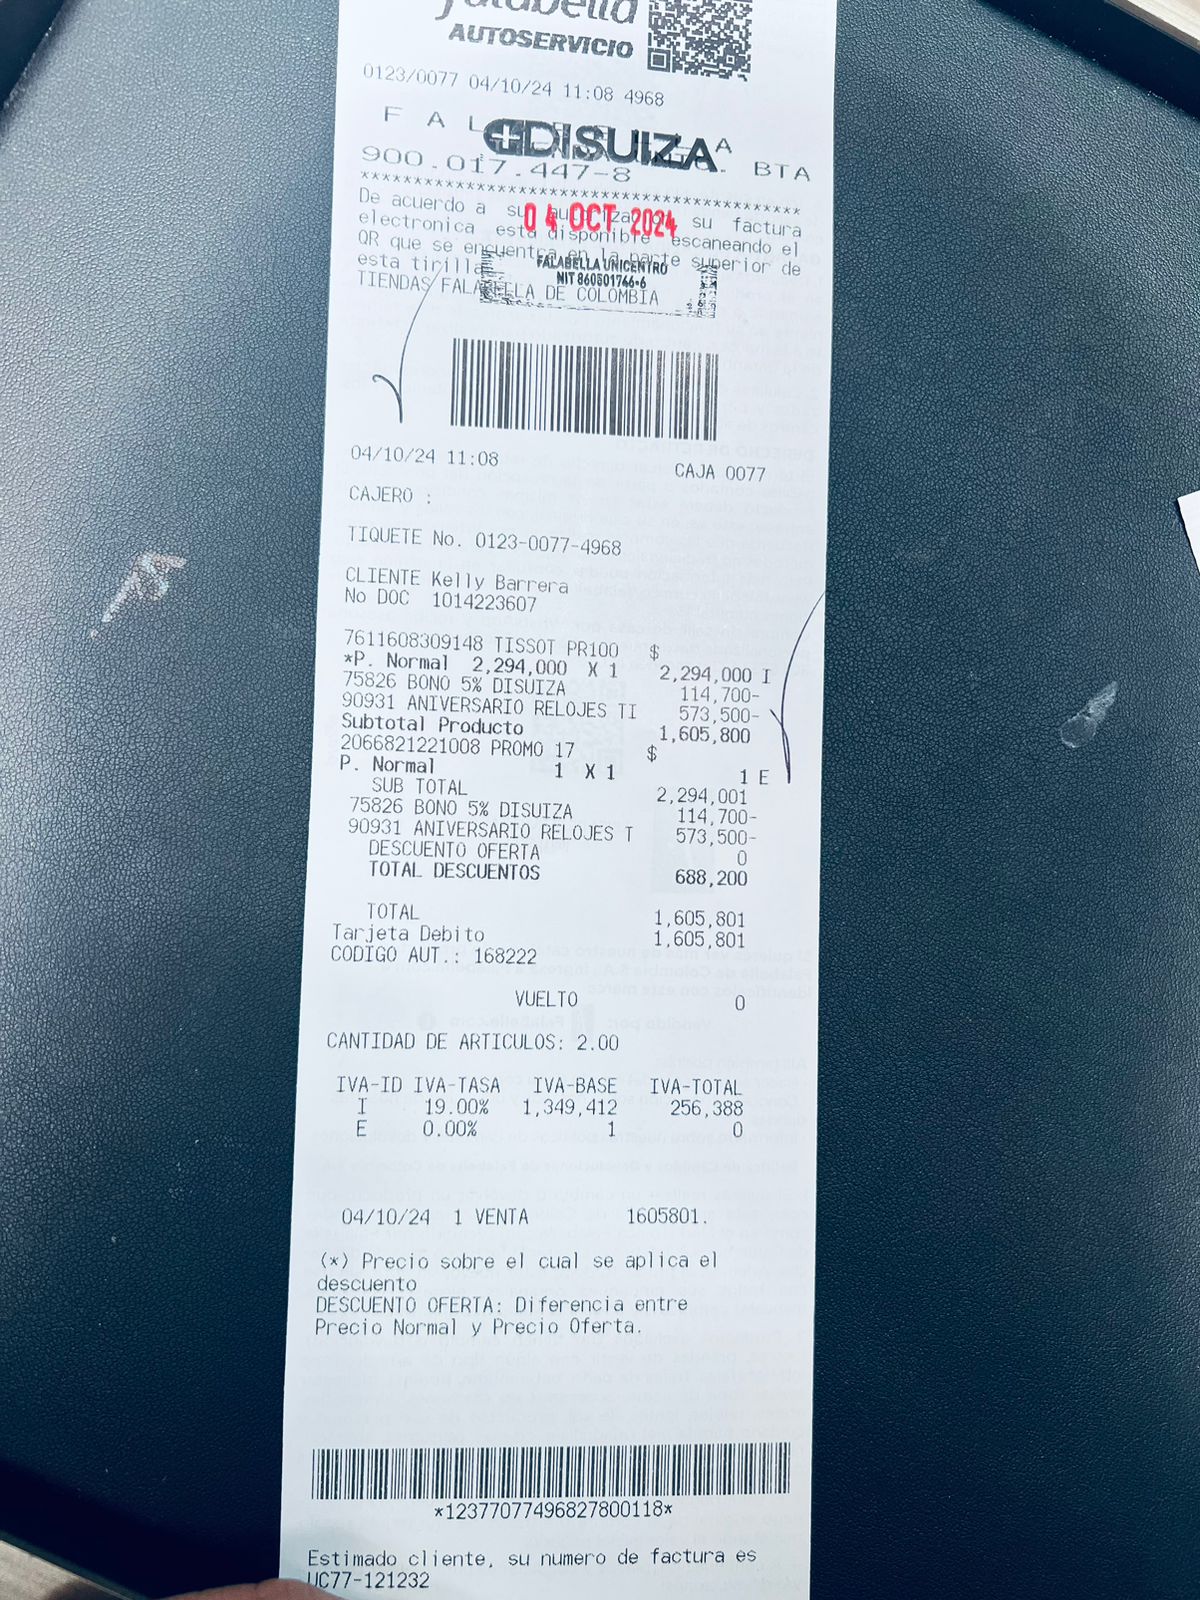 falabella
AUTOSERVICIO
0123/0077 04/10/24 11:08 4968
F A L A BTA
DISUIZA
900.017.447-8
****************************************
De acuerdo a su su factura
04 OCT 2024
electronica esta disponible escaneando el
QR que se encuentra en la parte superior de
esta tirilla
FALABELLA UNICENTRO
NIT 860501766-6
TIENDAS FALABELLA DE COLOMBIA
04/10/24 11:08 CAJA 0077
CAJERO :
TIQUETE No. 0123-0077-4968
CLIENTE Kelly Barrera
No DOC 1014223607
7611608309148 TISSOT PR100 $
*P. Normal 2,294,000 X 1 2,294,000 I
75826 BONO 5% DISUIZA 114,700-
90931 ANIVERSARIO RELOJES TI 573,500-
Subtotal Producto 1,605,800
2066821221008 PROMO 17 $
P. Normal 1 X 1 1 E
SUB TOTAL 2,294,001
75826 BONO 5% DISUIZA 114,700-
90931 ANIVERSARIO RELOJES T 573,500-
DESCUENTO OFERTA 0
TOTAL DESCUENTOS 688,200
TOTAL 1,605,801
Tarjeta Debito 1,605,801
CODIGO AUT.: 168222
VUELTO 0
CANTIDAD DE ARTICULOS: 2.00
IVA-ID IVA-TASA IVA-BASE IVA-TOTAL
I 19.00% 1,349,412 256,388
E 0.00% 1 0
04/10/24 1 VENTA 1605801.
(*) Precio sobre el cual se aplica el
descuento
DESCUENTO OFERTA: Diferencia entre
Precio Normal y Precio Oferta.
*12377077496827800118*
Estimado cliente, su numero de factura es
UC77-121232